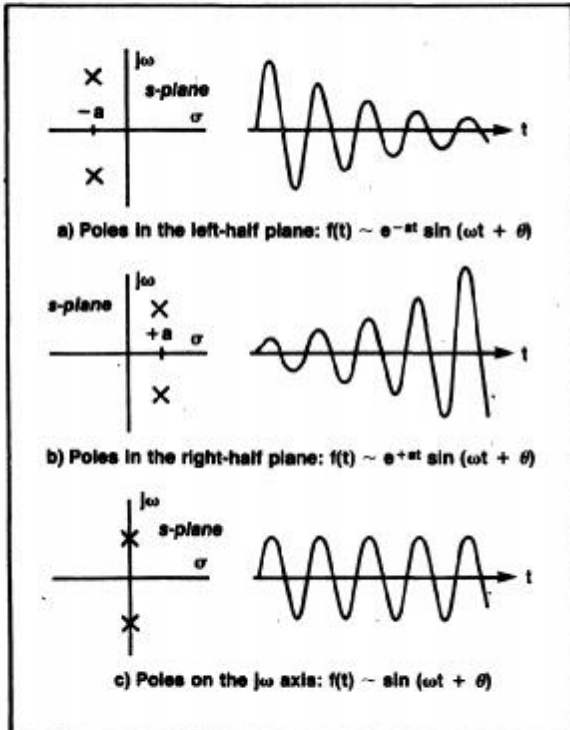 jω
s-plane
−a
σ
t
a) Poles in the left-half plane: f(t) ~ e⁻ᵃᵗ sin (ωt + θ)
jω
s-plane
+a
σ
t
b) Poles in the right-half plane: f(t) ~ e⁺ᵃᵗ sin (ωt + θ)
jω
s-plane
σ
t
c) Poles on the jω axis: f(t) ~ sin (ωt + θ)